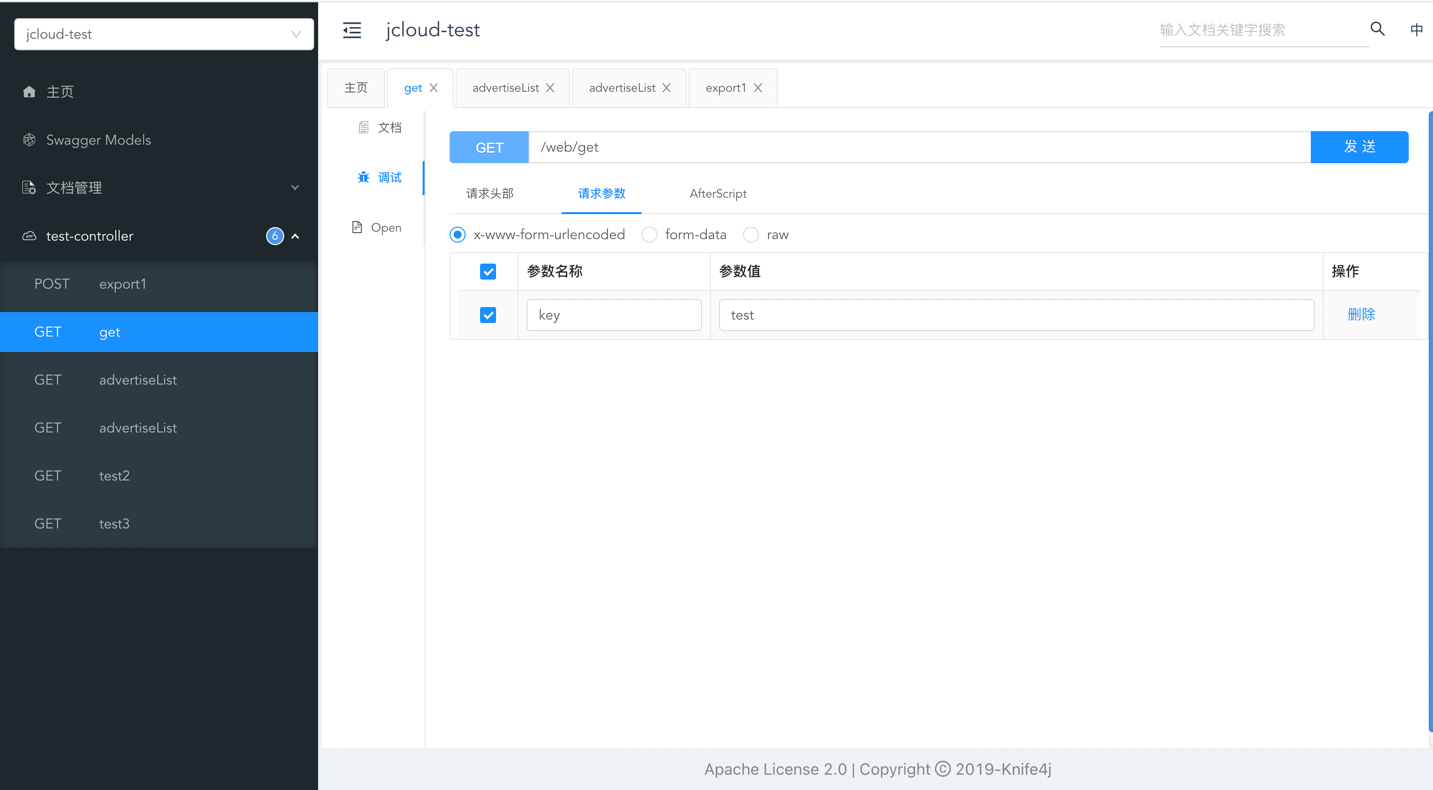 jcloud-test
主页
Swagger Models
文档管理
test-controller 6
POST export1
GET get
GET advertiseList
GET advertiseList
GET test2
GET test3
jcloud-test
输入文档关键字搜索
中
主页 get advertiseList advertiseList export1
文档
调试
Open
GET /web/get 发 送
请求头部 请求参数 AfterScript
x-www-form-urlencoded form-data raw
参数名称 参数值 操作
key test 删除
Apache License 2.0 | Copyright © 2019-Knife4j